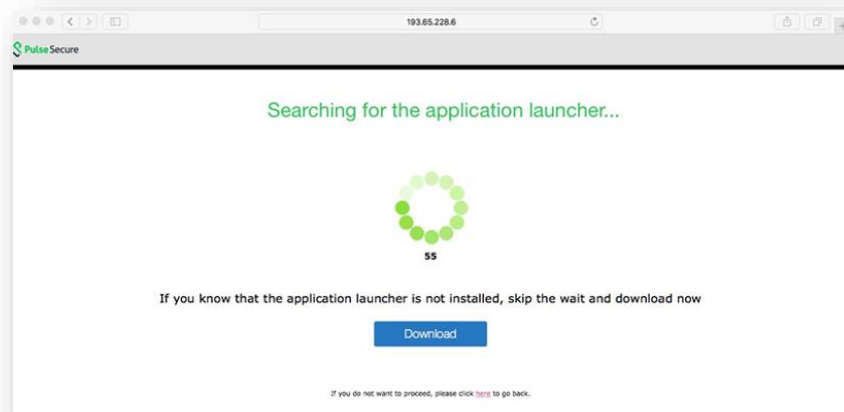 193.65.228.6
Pulse Secure
Searching for the application launcher...
55
If you know that the application launcher is not installed, skip the wait and download now
Download
If you do not want to proceed, please click here to go back.